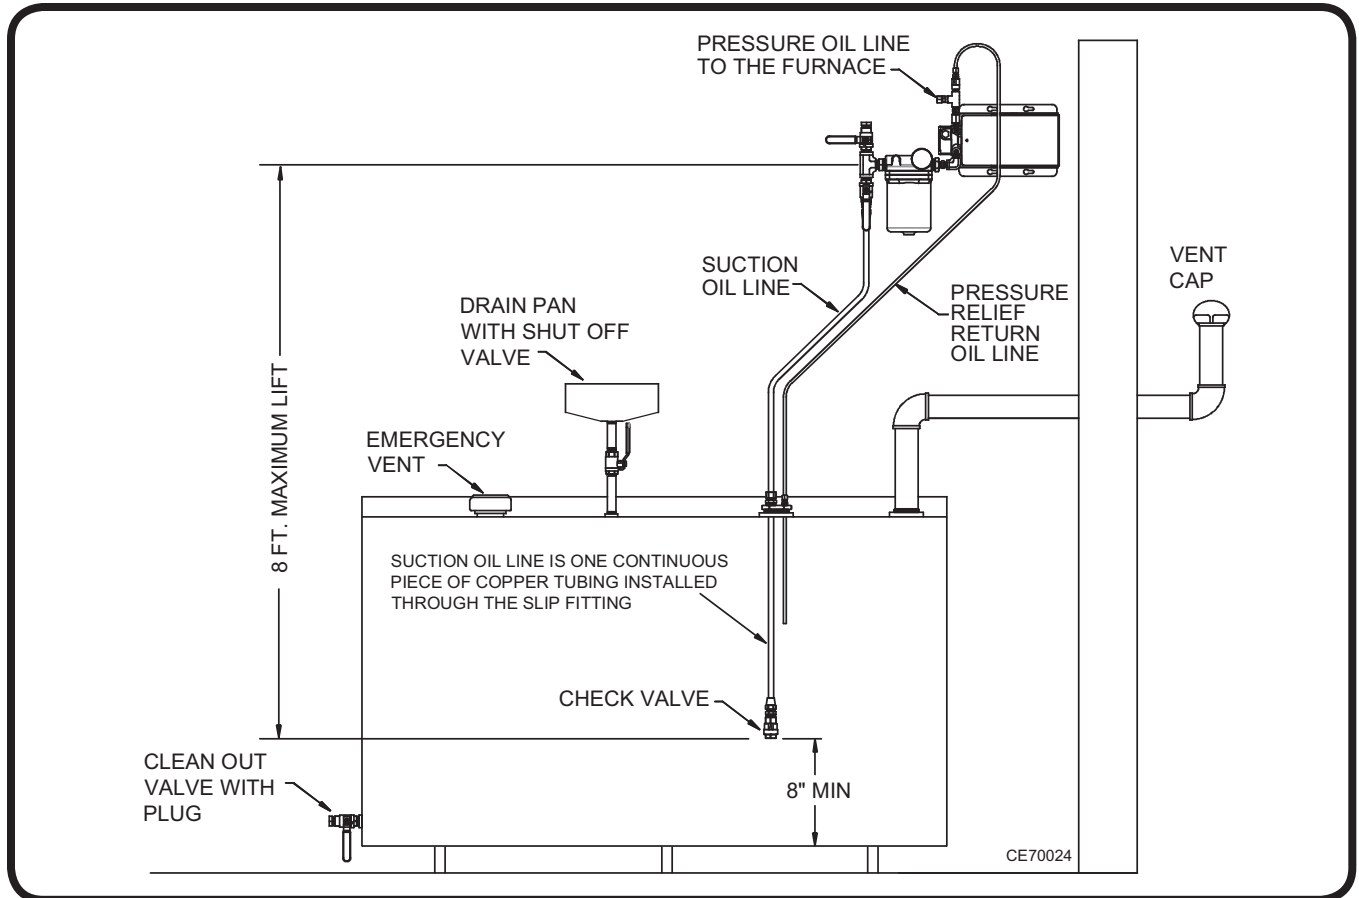 PRESSURE OIL LINE
TO THE FURNACE
SUCTION
OIL LINE
PRESSURE
RELIEF
RETURN
OIL LINE
VENT
CAP
DRAIN PAN
WITH SHUT OFF
VALVE
EMERGENCY
VENT
8 FT. MAXIMUM LIFT
SUCTION OIL LINE IS ONE CONTINUOUS
PIECE OF COPPER TUBING INSTALLED
THROUGH THE SLIP FITTING
CHECK VALVE
CLEAN OUT
VALVE WITH
PLUG
8" MIN
CE70024